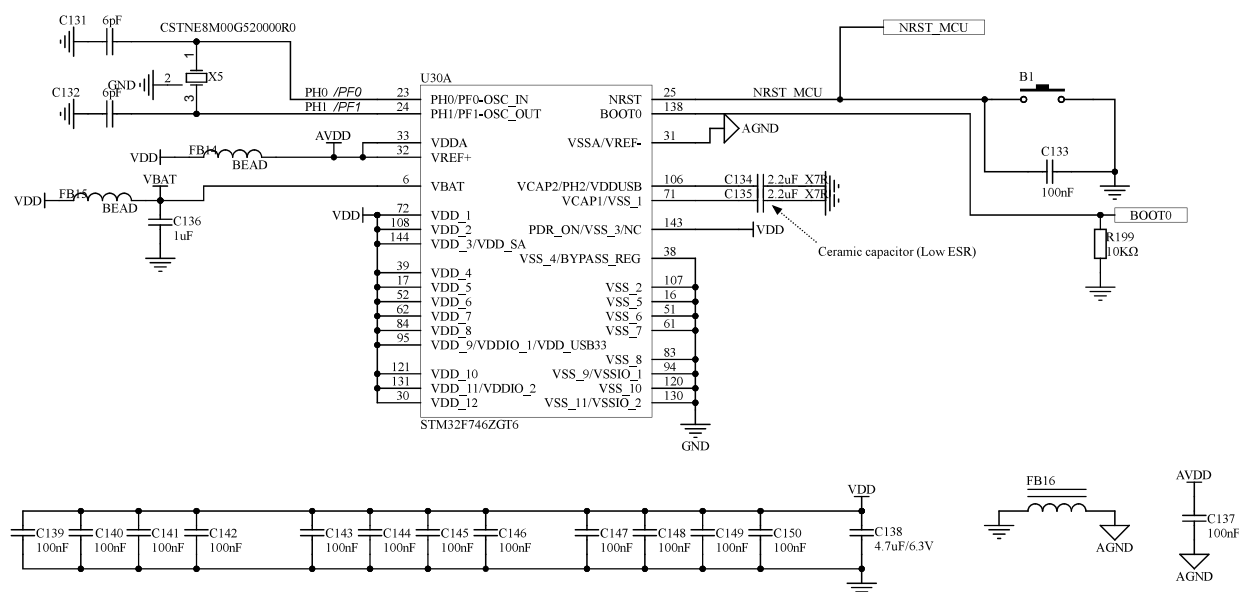 C131
6pF
CSTNE8M00G520000R0
NRST_MCU
1
GND
2
X5
3
C132
6pF
U30A
PH0 /PF0
23
PH0/PF0-OSC_IN
PH1 /PF1
24
PH1/PF1-OSC_OUT
NRST
25
NRST_MCU
B1
BOOT0
138
AVDD
33
VDDA
32
VREF+
VDD
FB14
BEAD
VSSA/VREF-
31
AGND
C133
100nF
VBAT
6
VBAT
VDD
FB15
BEAD
C136
1uF
VCAP2/PH2/VDDUSB
106
C134
2.2uF X7R
VCAP1/VSS_1
71
C135
2.2uF X7R
Ceramic capacitor (Low ESR)
PDR_ON/VSS_3/NC
143
VDD
BOOT0
R199
10KΩ
VDD
72
VDD_1
108
VDD_2
144
VDD_3/VDD_SA
39
VDD_4
17
VDD_5
52
VDD_6
62
VDD_7
84
VDD_8
95
VDD_9/VDDIO_1/VDD_USB33
121
VDD_10
131
VDD_11/VDDIO_2
30
VDD_12
VSS_4/BYPASS_REG
38
VSS_2
107
VSS_5
16
VSS_6
51
VSS_7
61
VSS_8
83
VSS_9/VSSIO_1
94
VSS_10
120
VSS_11/VSSIO_2
130
GND
STM32F746ZGT6
VDD
C139
100nF
C140
100nF
C141
100nF
C142
100nF
C143
100nF
C144
100nF
C145
100nF
C146
100nF
C147
100nF
C148
100nF
C149
100nF
C150
100nF
C138
4.7uF/6.3V
FB16
AGND
AVDD
C137
100nF
AGND